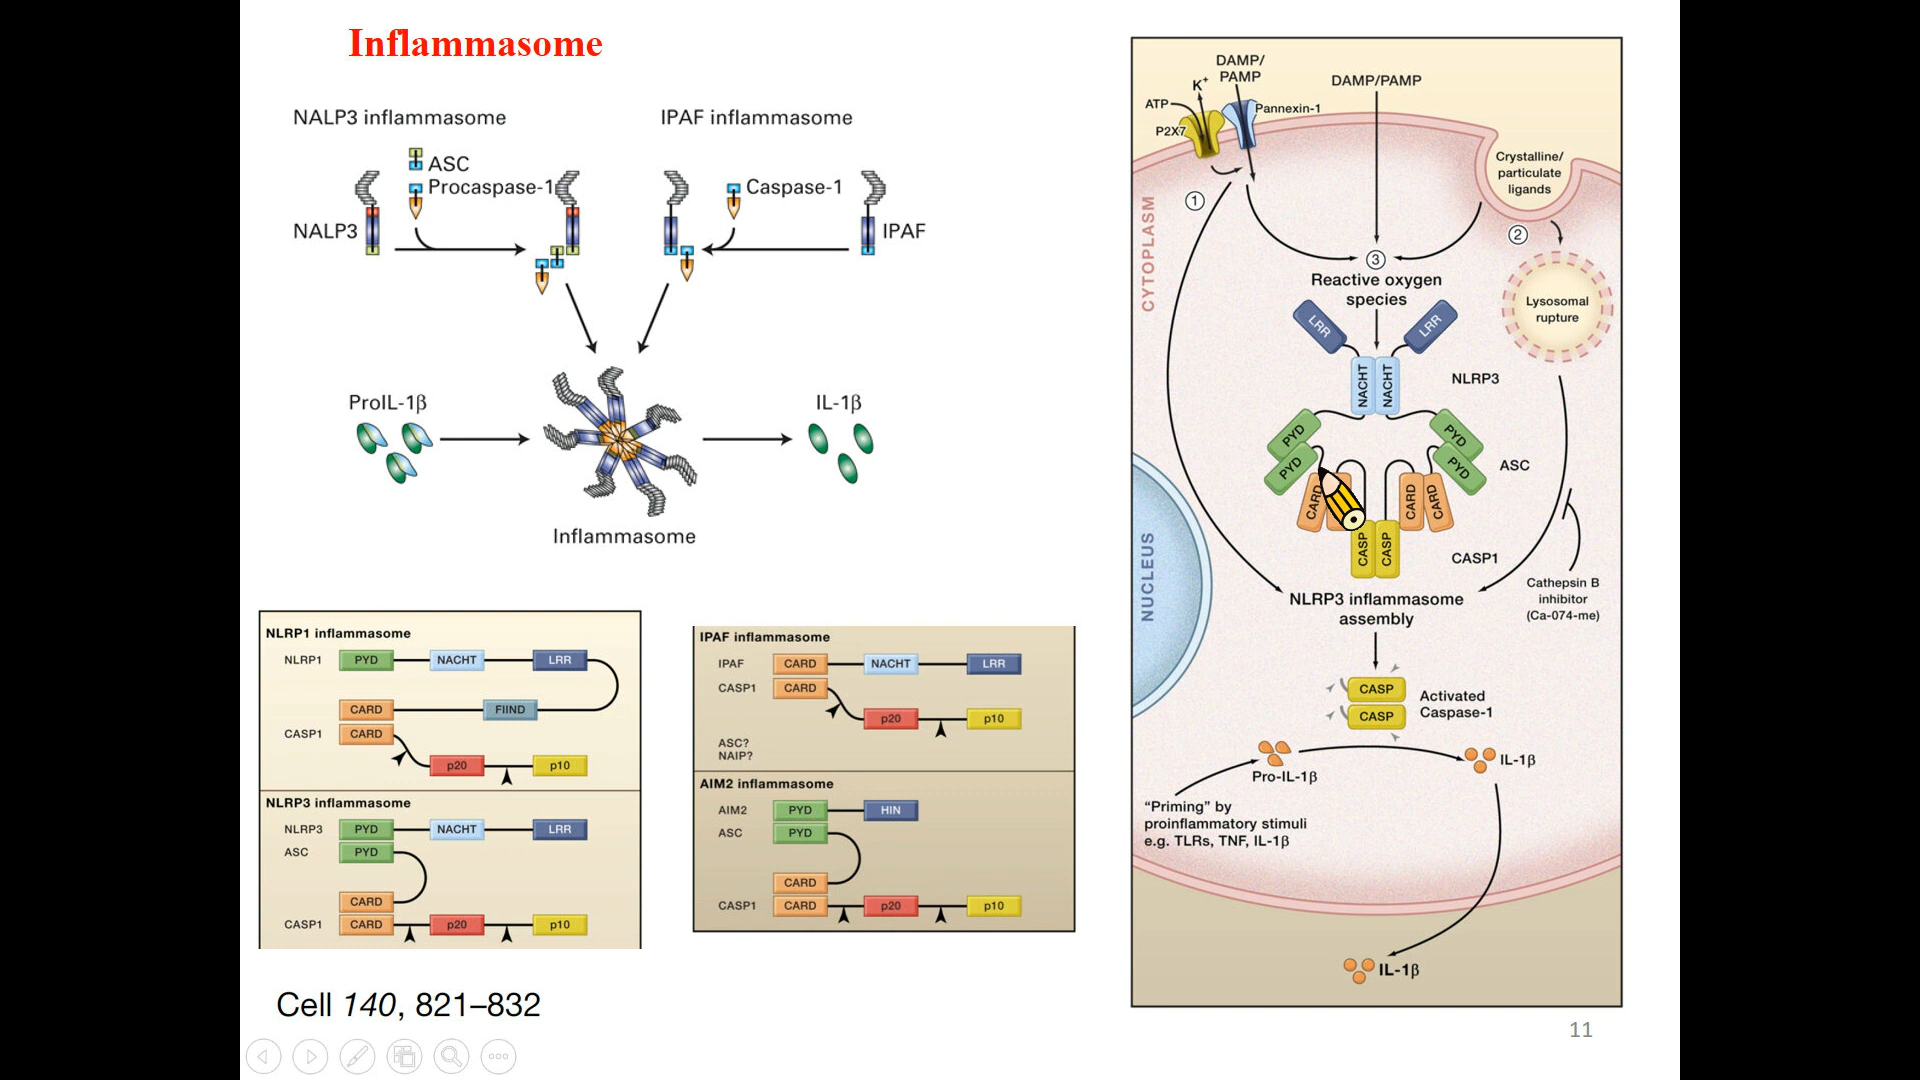 Inflammasome
NALP3 inflammasome
ASC
Procaspase-1
NALP3
IPAF inflammasome
Caspase-1
IPAF
ProIL-1β
IL-1β
Inflammasome
NLRP1 inflammasome
NLRP1 PYD NACHT LRR
CARD FIIND
CASP1 CARD
p20 p10
NLRP3 inflammasome
NLRP3 PYD NACHT LRR
ASC PYD
CARD
CASP1 CARD p20 p10
IPAF inflammasome
IPAF CARD NACHT LRR
CASP1 CARD
p20 p10
ASC?
NAIP?
AIM2 inflammasome
AIM2 PYD HIN
ASC PYD
CARD
CASP1 CARD p20 p10
Cell 140, 821–832
DAMP/
PAMP
K+
ATP
P2X7
Pannexin-1
DAMP/PAMP
Crystalline/
particulate
ligands
1
2
3
CYTOPLASM
Reactive oxygen
species
Lysosomal
rupture
LRR LRR
NACHT NACHT
NLRP3
PYD PYD
PYD PYD
ASC
CARD CARD CARD
CASP CASP
CASP1
NUCLEUS
Cathepsin B
inhibitor
(Ca-074-me)
NLRP3 inflammasome
assembly
CASP
CASP
Activated
Caspase-1
Pro-IL-1β
IL-1β
“Priming” by
proinflammatory stimuli
e.g. TLRs, TNF, IL-1β
IL-1β
11